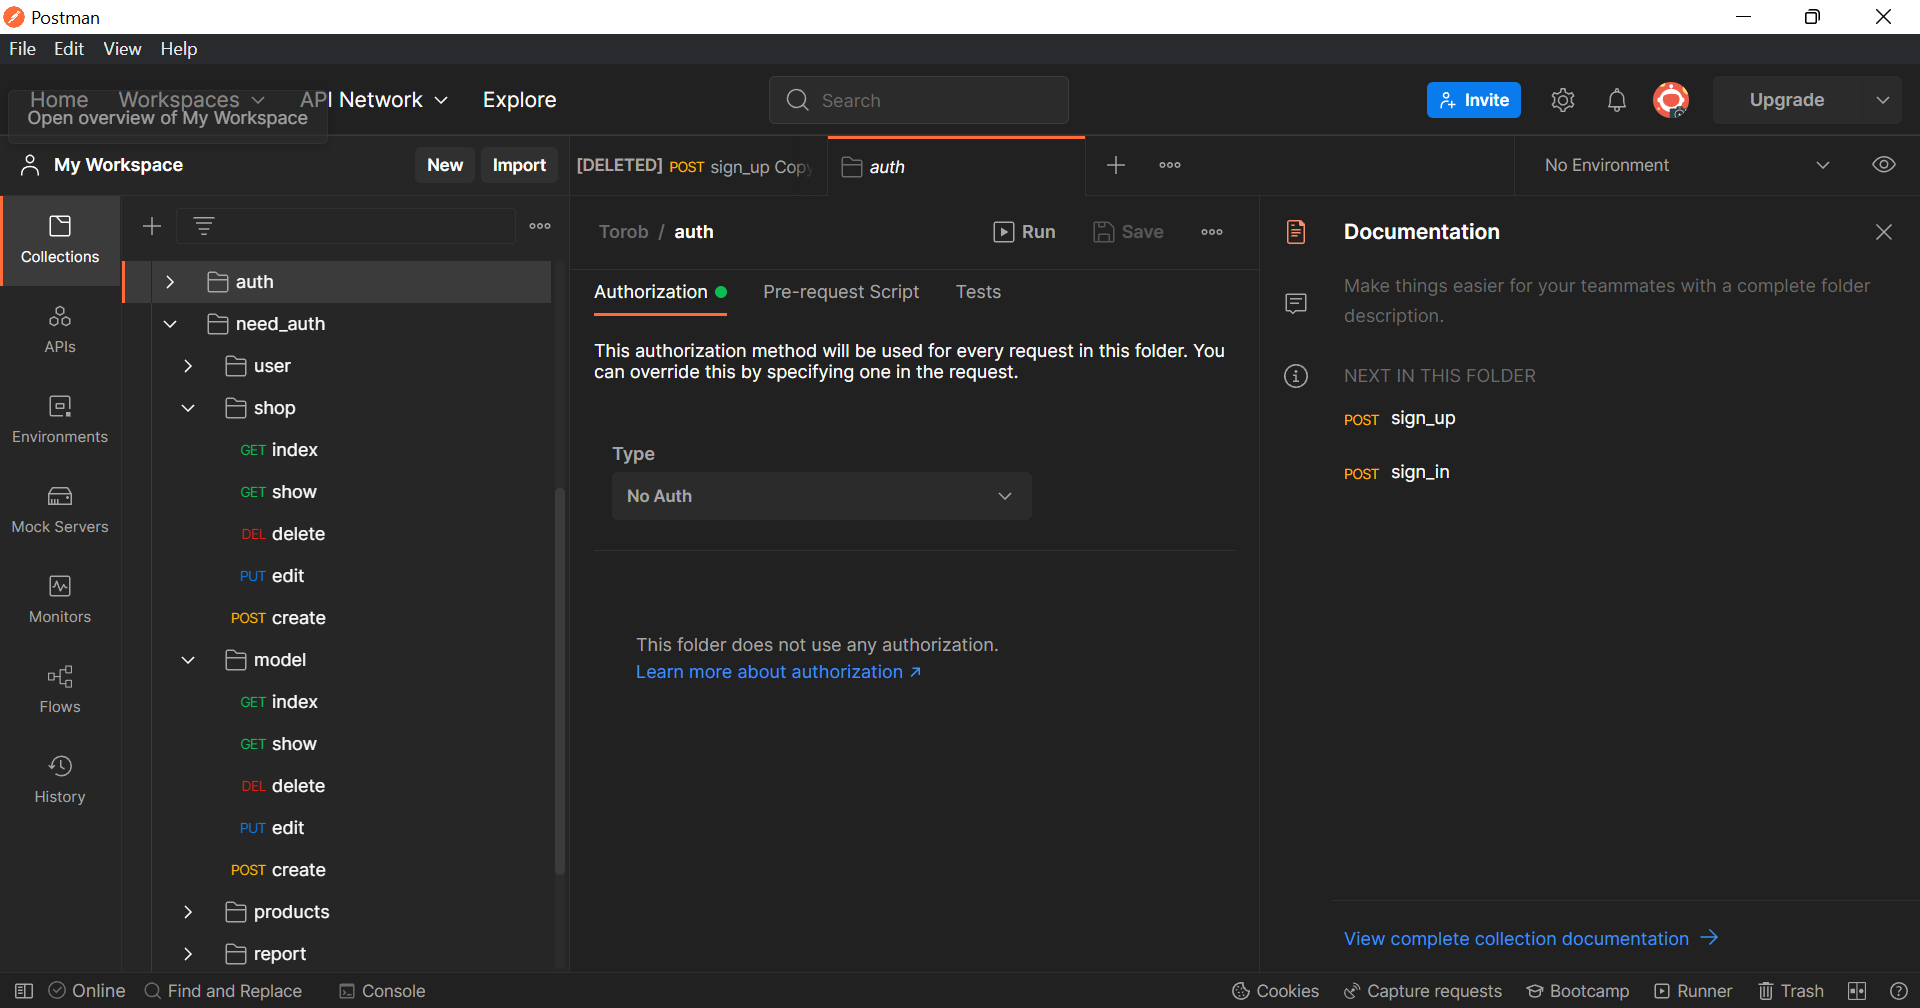 Postman
File Edit View Help
Home Workspaces API Network Explore
Search
Invite
Upgrade
Open overview of My Workspace
My Workspace
New
Import
[DELETED] POST sign_up Cop
auth
No Environment
Collections
APIs
Environments
Mock Servers
Monitors
Flows
History
auth
need_auth
user
shop
GET index
GET show
DEL delete
PUT edit
POST create
model
GET index
GET show
DEL delete
PUT edit
POST create
products
report
Torob / auth
Run
Save
Authorization
Pre-request Script
Tests
This authorization method will be used for every request in this folder. You
can override this by specifying one in the request.
Type
No Auth
This folder does not use any authorization.
Learn more about authorization ↗
Documentation
Make things easier for your teammates with a complete folder
description.
NEXT IN THIS FOLDER
POST sign_up
POST sign_in
View complete collection documentation →
Online
Find and Replace
Console
Cookies
Capture requests
Bootcamp
Runner
Trash